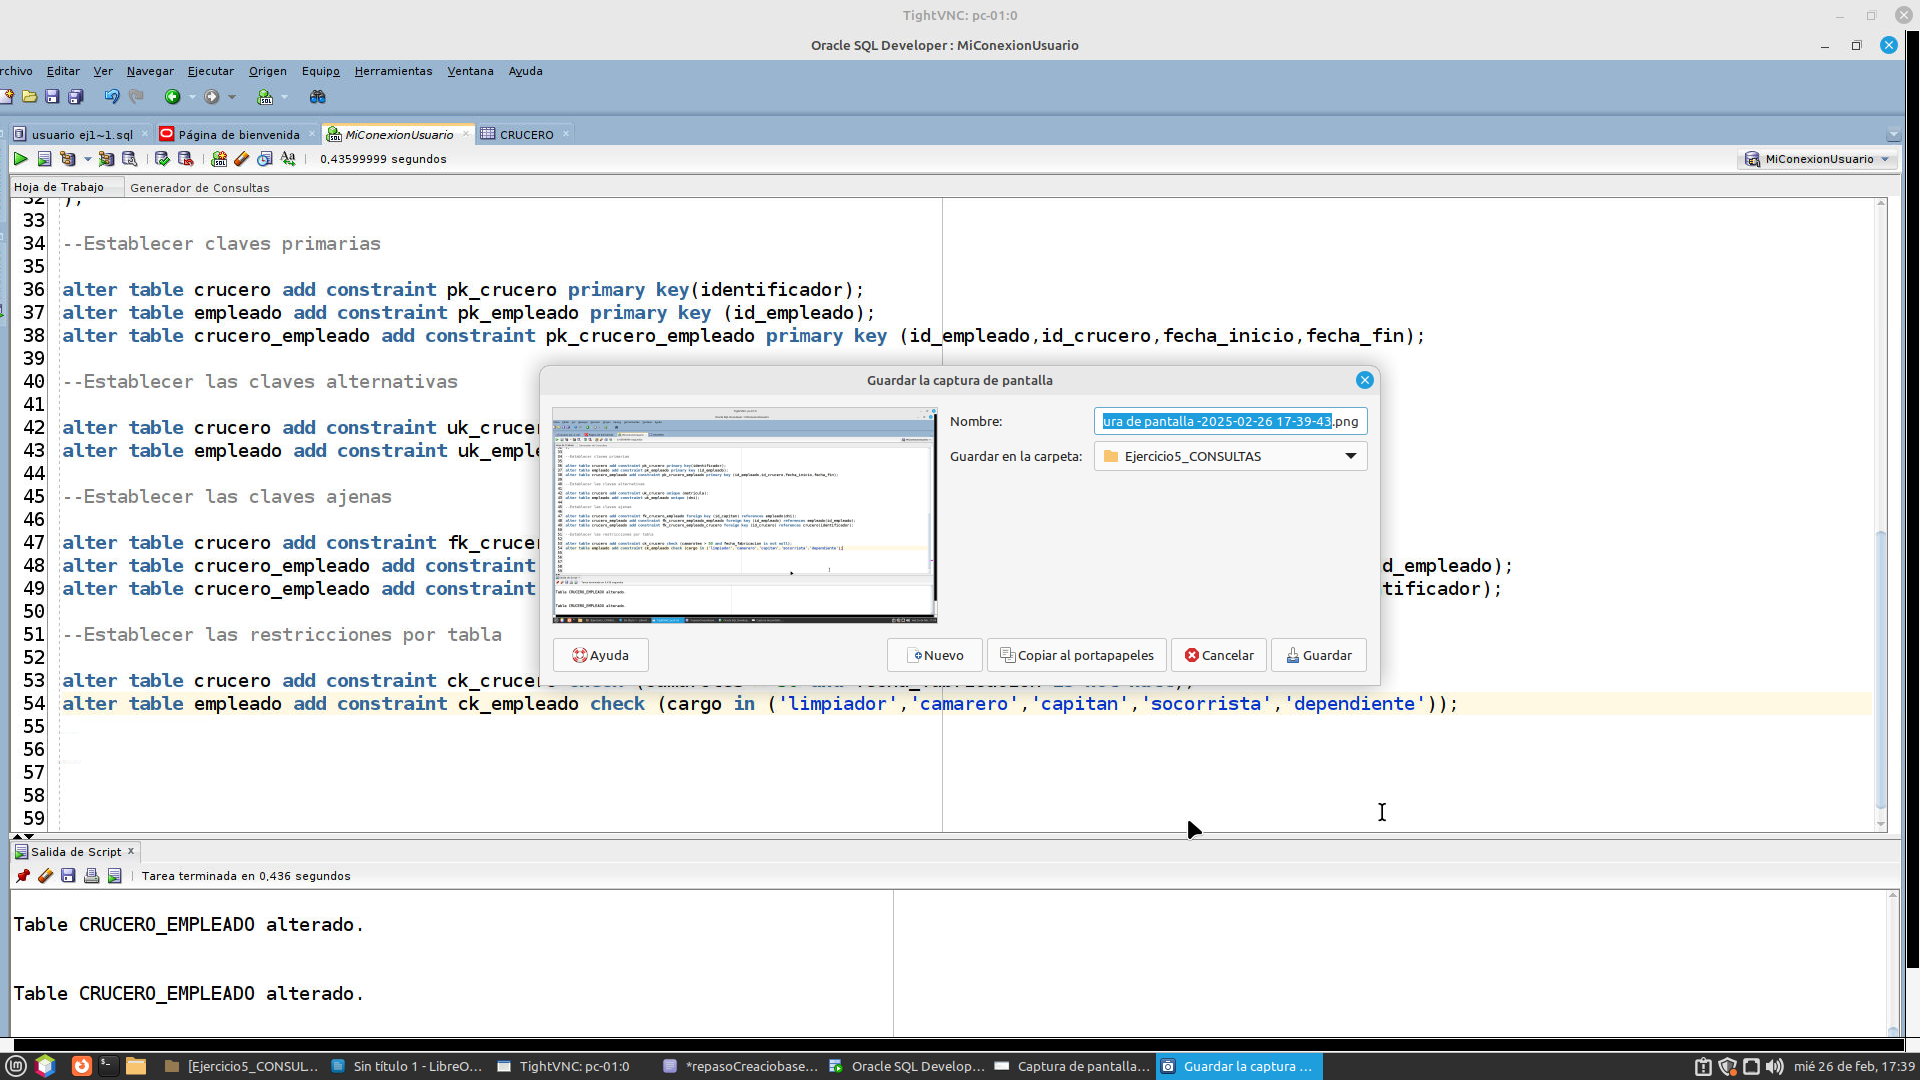 TightVNC: pc-01:0
Oracle SQL Developer : MiConexionUsuario
rchivo Editar Ver Navegar Ejecutar Origen Equipo Herramientas Ventana Ayuda
usuario ej1~1.sql Página de bienvenida MiConexionUsuario CRUCERO
0,43599999 segundos
MiConexionUsuario
Hoja de Trabajo Generador de Consultas
32 );
33
34 --Establecer claves primarias
35
36 alter table crucero add constraint pk_crucero primary key(identificador);
37 alter table empleado add constraint pk_empleado primary key (id_empleado);
38 alter table crucero_empleado add constraint pk_crucero_empleado primary key (id_empleado,id_crucero,fecha_inicio,fecha_fin);
39
40 --Establecer las claves alternativas
41
42 alter table crucero add constraint uk_crucer
43 alter table empleado add constraint uk_emple
44
45 --Establecer las claves ajenas
46
47 alter table crucero add constraint fk_crucer
48 alter table crucero_empleado add constraint d_empleado);
49 alter table crucero_empleado add constraint tificador);
50
51 --Establecer las restricciones por tabla
52
53 alter table crucero add constraint ck_crucer
54 alter table empleado add constraint ck_empleado check (cargo in ('limpiador','camarero','capitan','socorrista','dependiente'));
55
56
57
58
59
Guardar la captura de pantalla
Nombre: ura de pantalla -2025-02-26 17-39-43.png
Guardar en la carpeta: Ejercicio5_CONSULTAS
Ayuda Nuevo Copiar al portapapeles Cancelar Guardar
Salida de Script
Tarea terminada en 0,436 segundos
Table CRUCERO_EMPLEADO alterado.
Table CRUCERO_EMPLEADO alterado.
[Ejercicio5_CONSUL... Sin título 1 - LibreO... TightVNC: pc-01:0 *repasoCreaciobase... Oracle SQL Develop... Captura de pantalla... Guardar la captura ... mié 26 de feb, 17:39